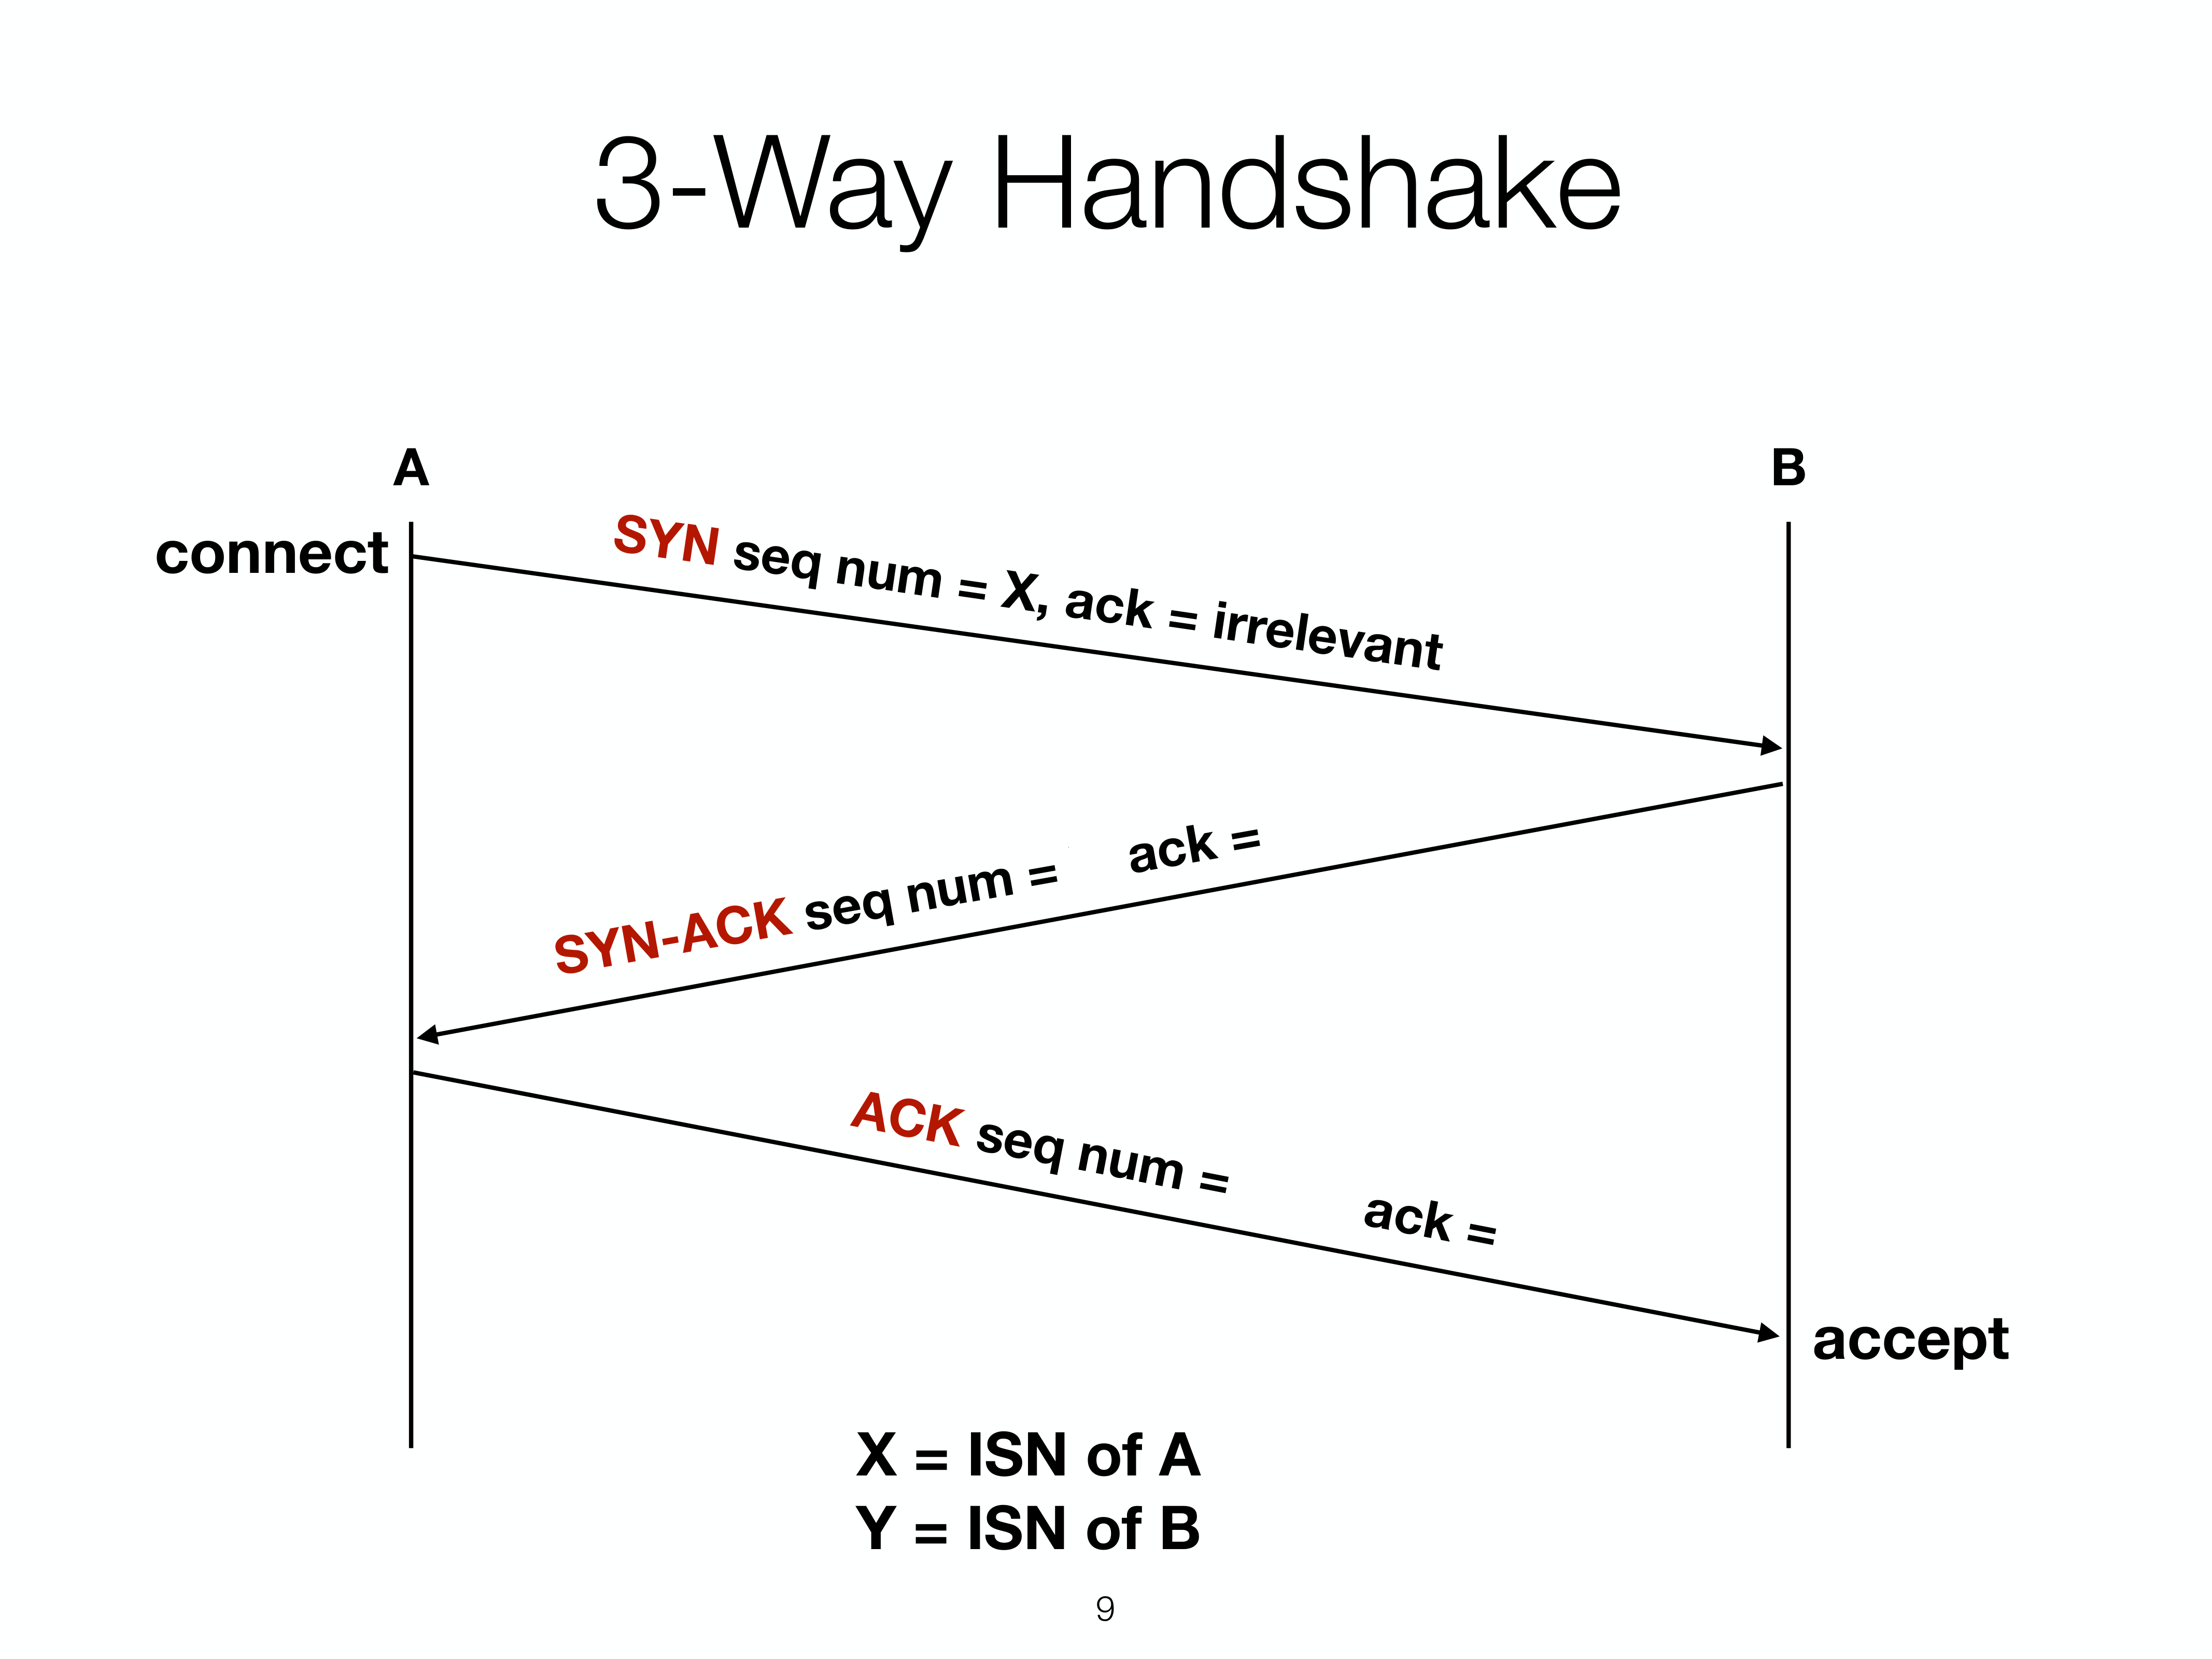 3-Way Handshake
A
B
connect
SYN seq num = X, ack = irrelevant
SYN-ACK seq num = ack =
ACK seq num = ack =
accept
X = ISN of A
Y = ISN of B
9